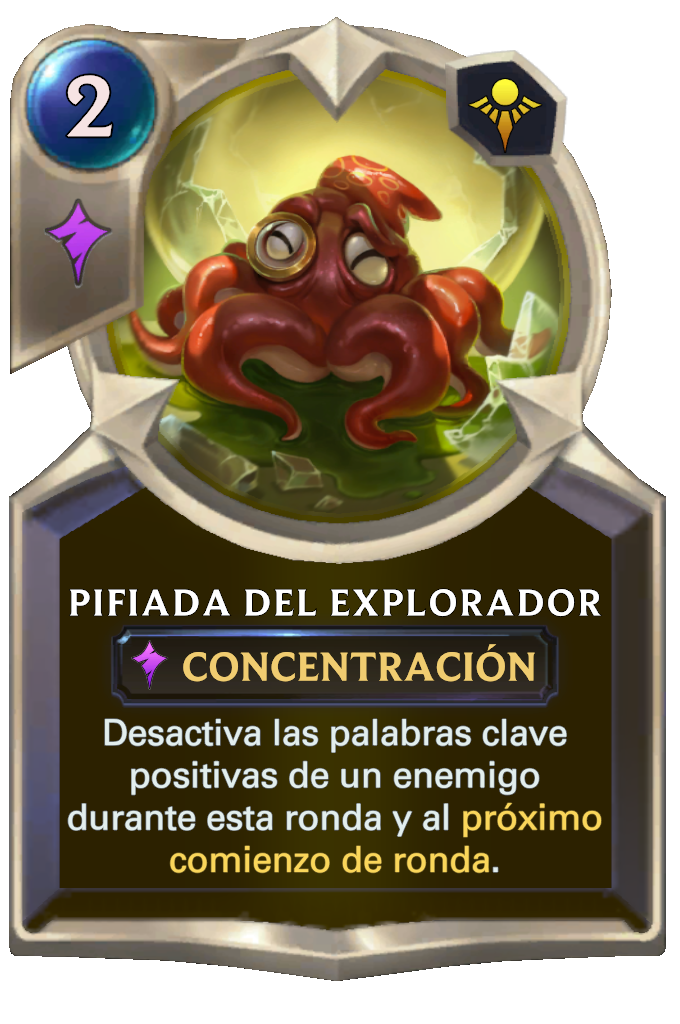 2
PIFIADA DEL EXPLORADOR
CONCENTRACIÓN
Desactiva las palabras clave
positivas de un enemigo
durante esta ronda y al próximo
comienzo de ronda.